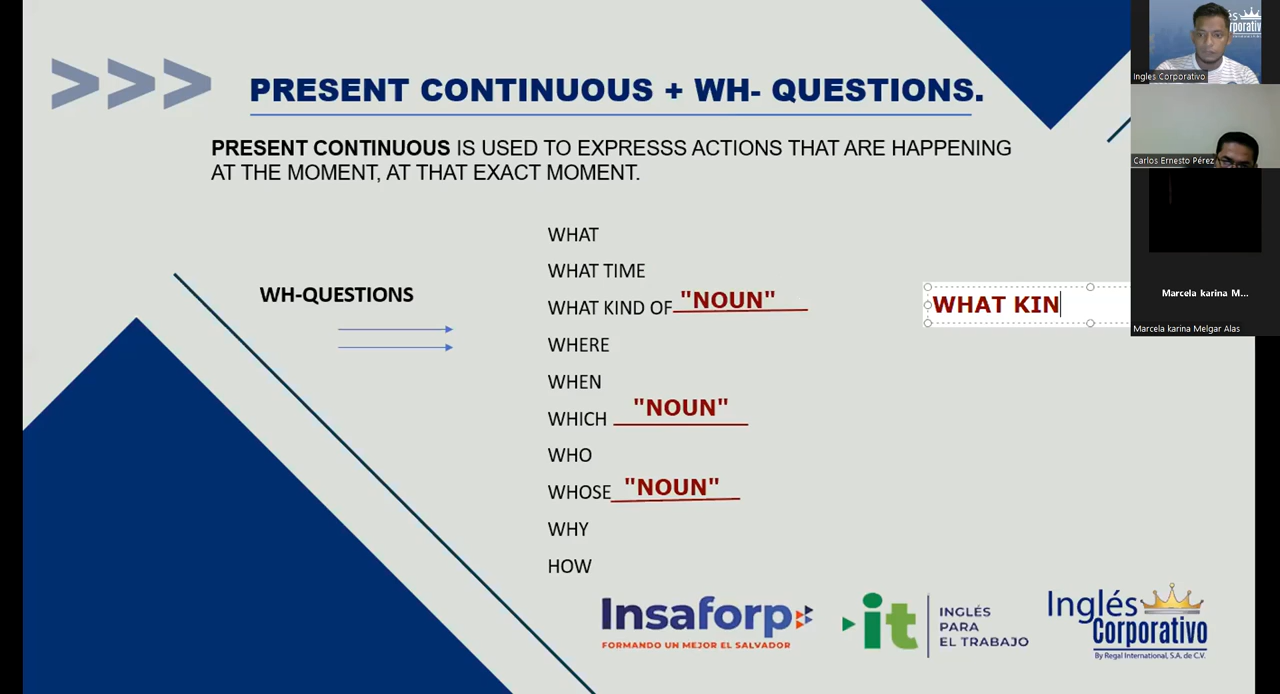 PRESENT CONTINUOUS + WH- QUESTIONS.
PRESENT CONTINUOUS IS USED TO EXPRESSS ACTIONS THAT ARE HAPPENING
AT THE MOMENT, AT THAT EXACT MOMENT.
WH-QUESTIONS
WHAT
WHAT TIME
WHAT KIND OF "NOUN"
WHERE
WHEN
WHICH "NOUN"
WHO
WHOSE "NOUN"
WHY
HOW
WHAT KIN
Insaforp
FORMANDO UN MEJOR EL SALVADOR
it
INGLÉS
PARA
EL TRABAJO
Inglés
Corporativo
By Regal International, S.A. de C.V.
Ingles Corporativo
Carlos Ernesto Pérez
Marcela karina M...
Marcela karina Melgar Alas